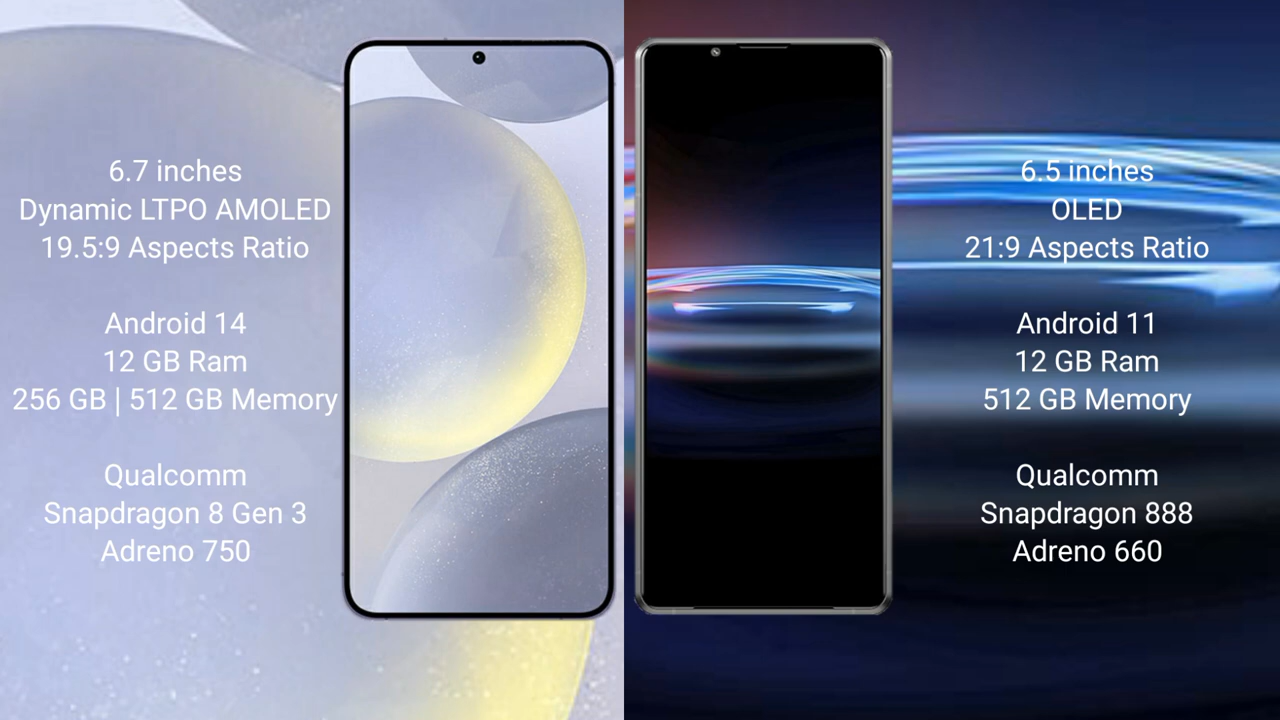 6.7 inches
Dynamic LTPO AMOLED
19.5:9 Aspects Ratio
Android 14
12 GB Ram
256 GB | 512 GB Memory
Qualcomm
Snapdragon 8 Gen 3
Adreno 750
6.5 inches
OLED
21:9 Aspects Ratio
Android 11
12 GB Ram
512 GB Memory
Qualcomm
Snapdragon 888
Adreno 660